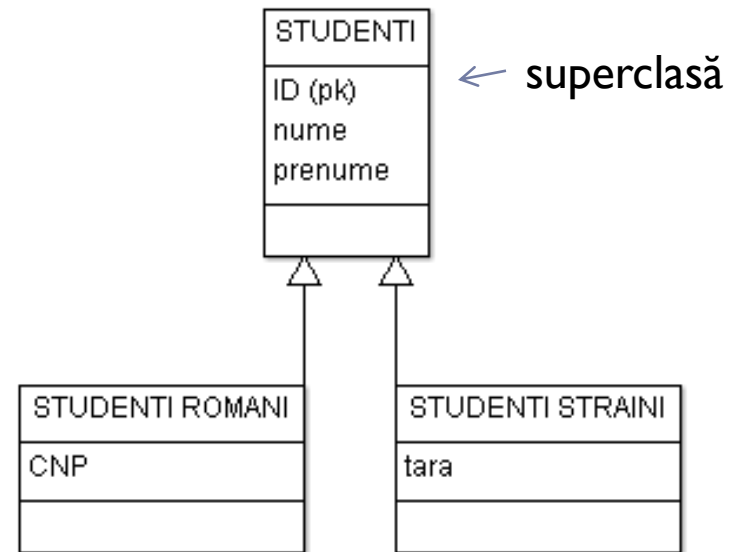 STUDENTI
superclasă
ID (pk)
nume
prenume
STUDENTI ROMANI
CNP
STUDENTI STRAINI
tara